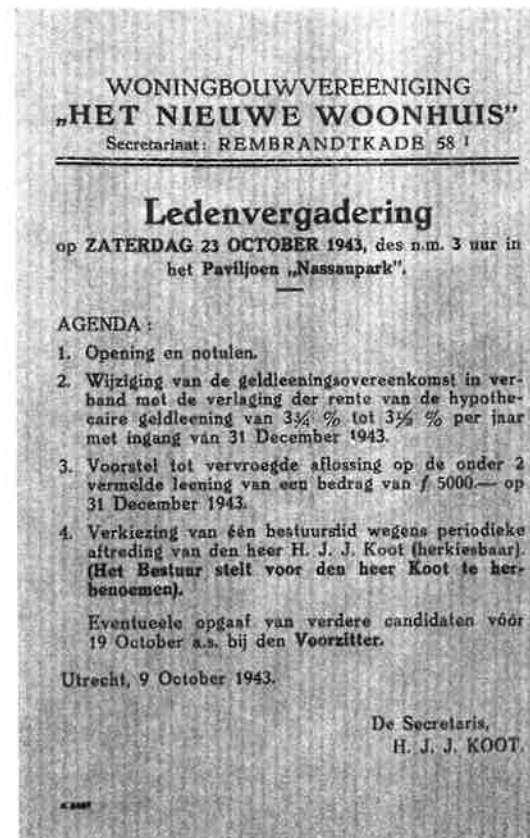 WONINGBOUWVEREENIGING
„HET NIEUWE WOONHUIS"
Secretariaat: REMBRANDTKADE 58 I
Ledenvergadering
op ZATERDAG 23 OCTOBER 1943, des n.m. 3 uur in
het Paviljoen „Nassaupark".
AGENDA :
1. Opening en notulen.
2. Wijziging van de geldleeningsovereenkomst in ver-
band met de verlaging der rente van de hypothe-
caire geldleening van 3¾ % tot 3½ % per jaar
met ingang van 31 December 1943.
3. Voorstel tot vervroegde aflossing op de onder 2
vermelde leening van een bedrag van ƒ 5000.— op
31 December 1943.
4. Verkiezing van één bestuurslid wegens periodieke
aftreding van den heer H. J. J. Koot (herkiesbaar).
(Het Bestuur stelt voor den heer Koot te her-
benoemen).
Eventueele opgaaf van verdere candidaten vóór
19 October a.s. bij den Voorzitter.
Utrecht, 9 October 1943.
De Secretaris,
H. J. J. KOOT.